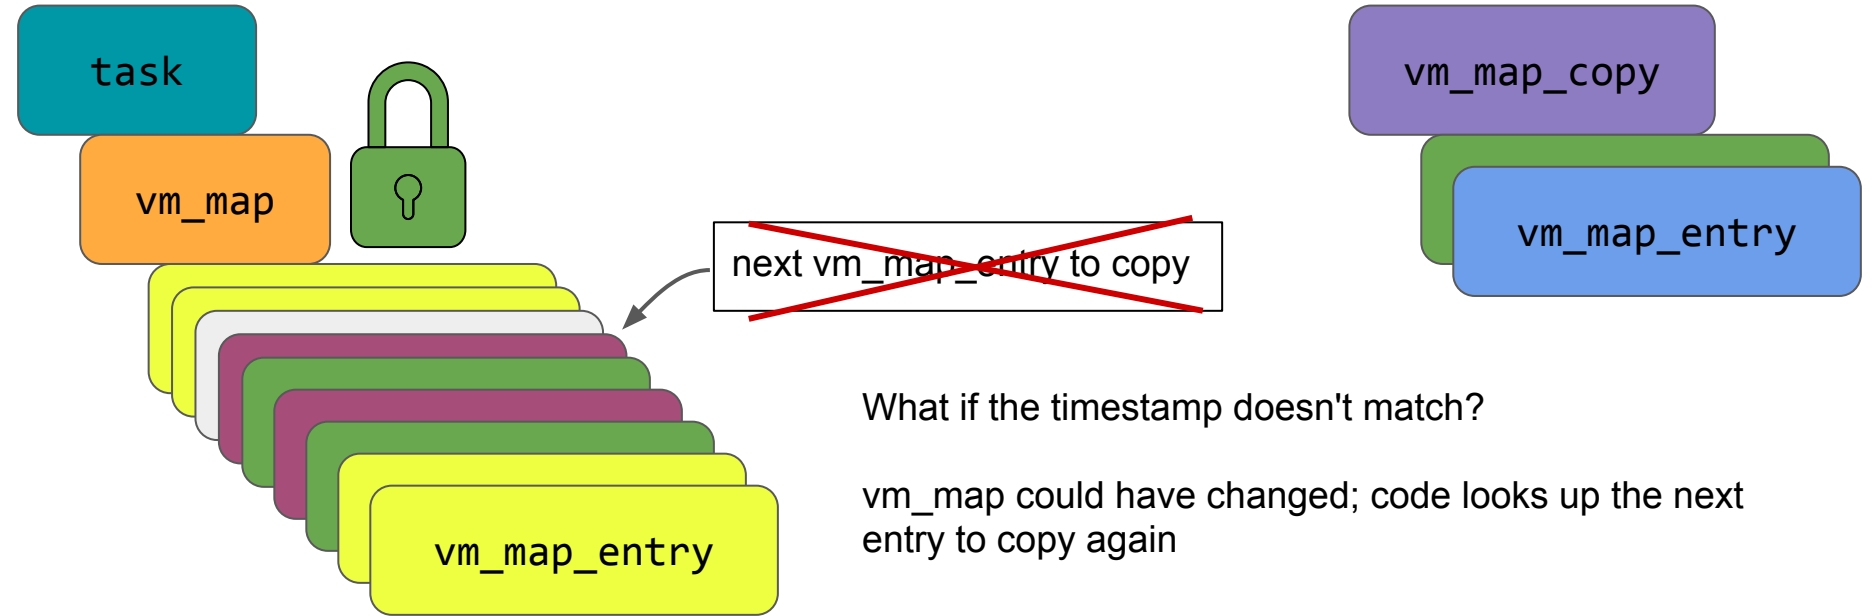 task
vm_map_copy
vm_map
vm_map_entry
next vm_map_entry to copy
What if the timestamp doesn't match?
vm_map could have changed; code looks up the next
entry to copy again
vm_map_entry